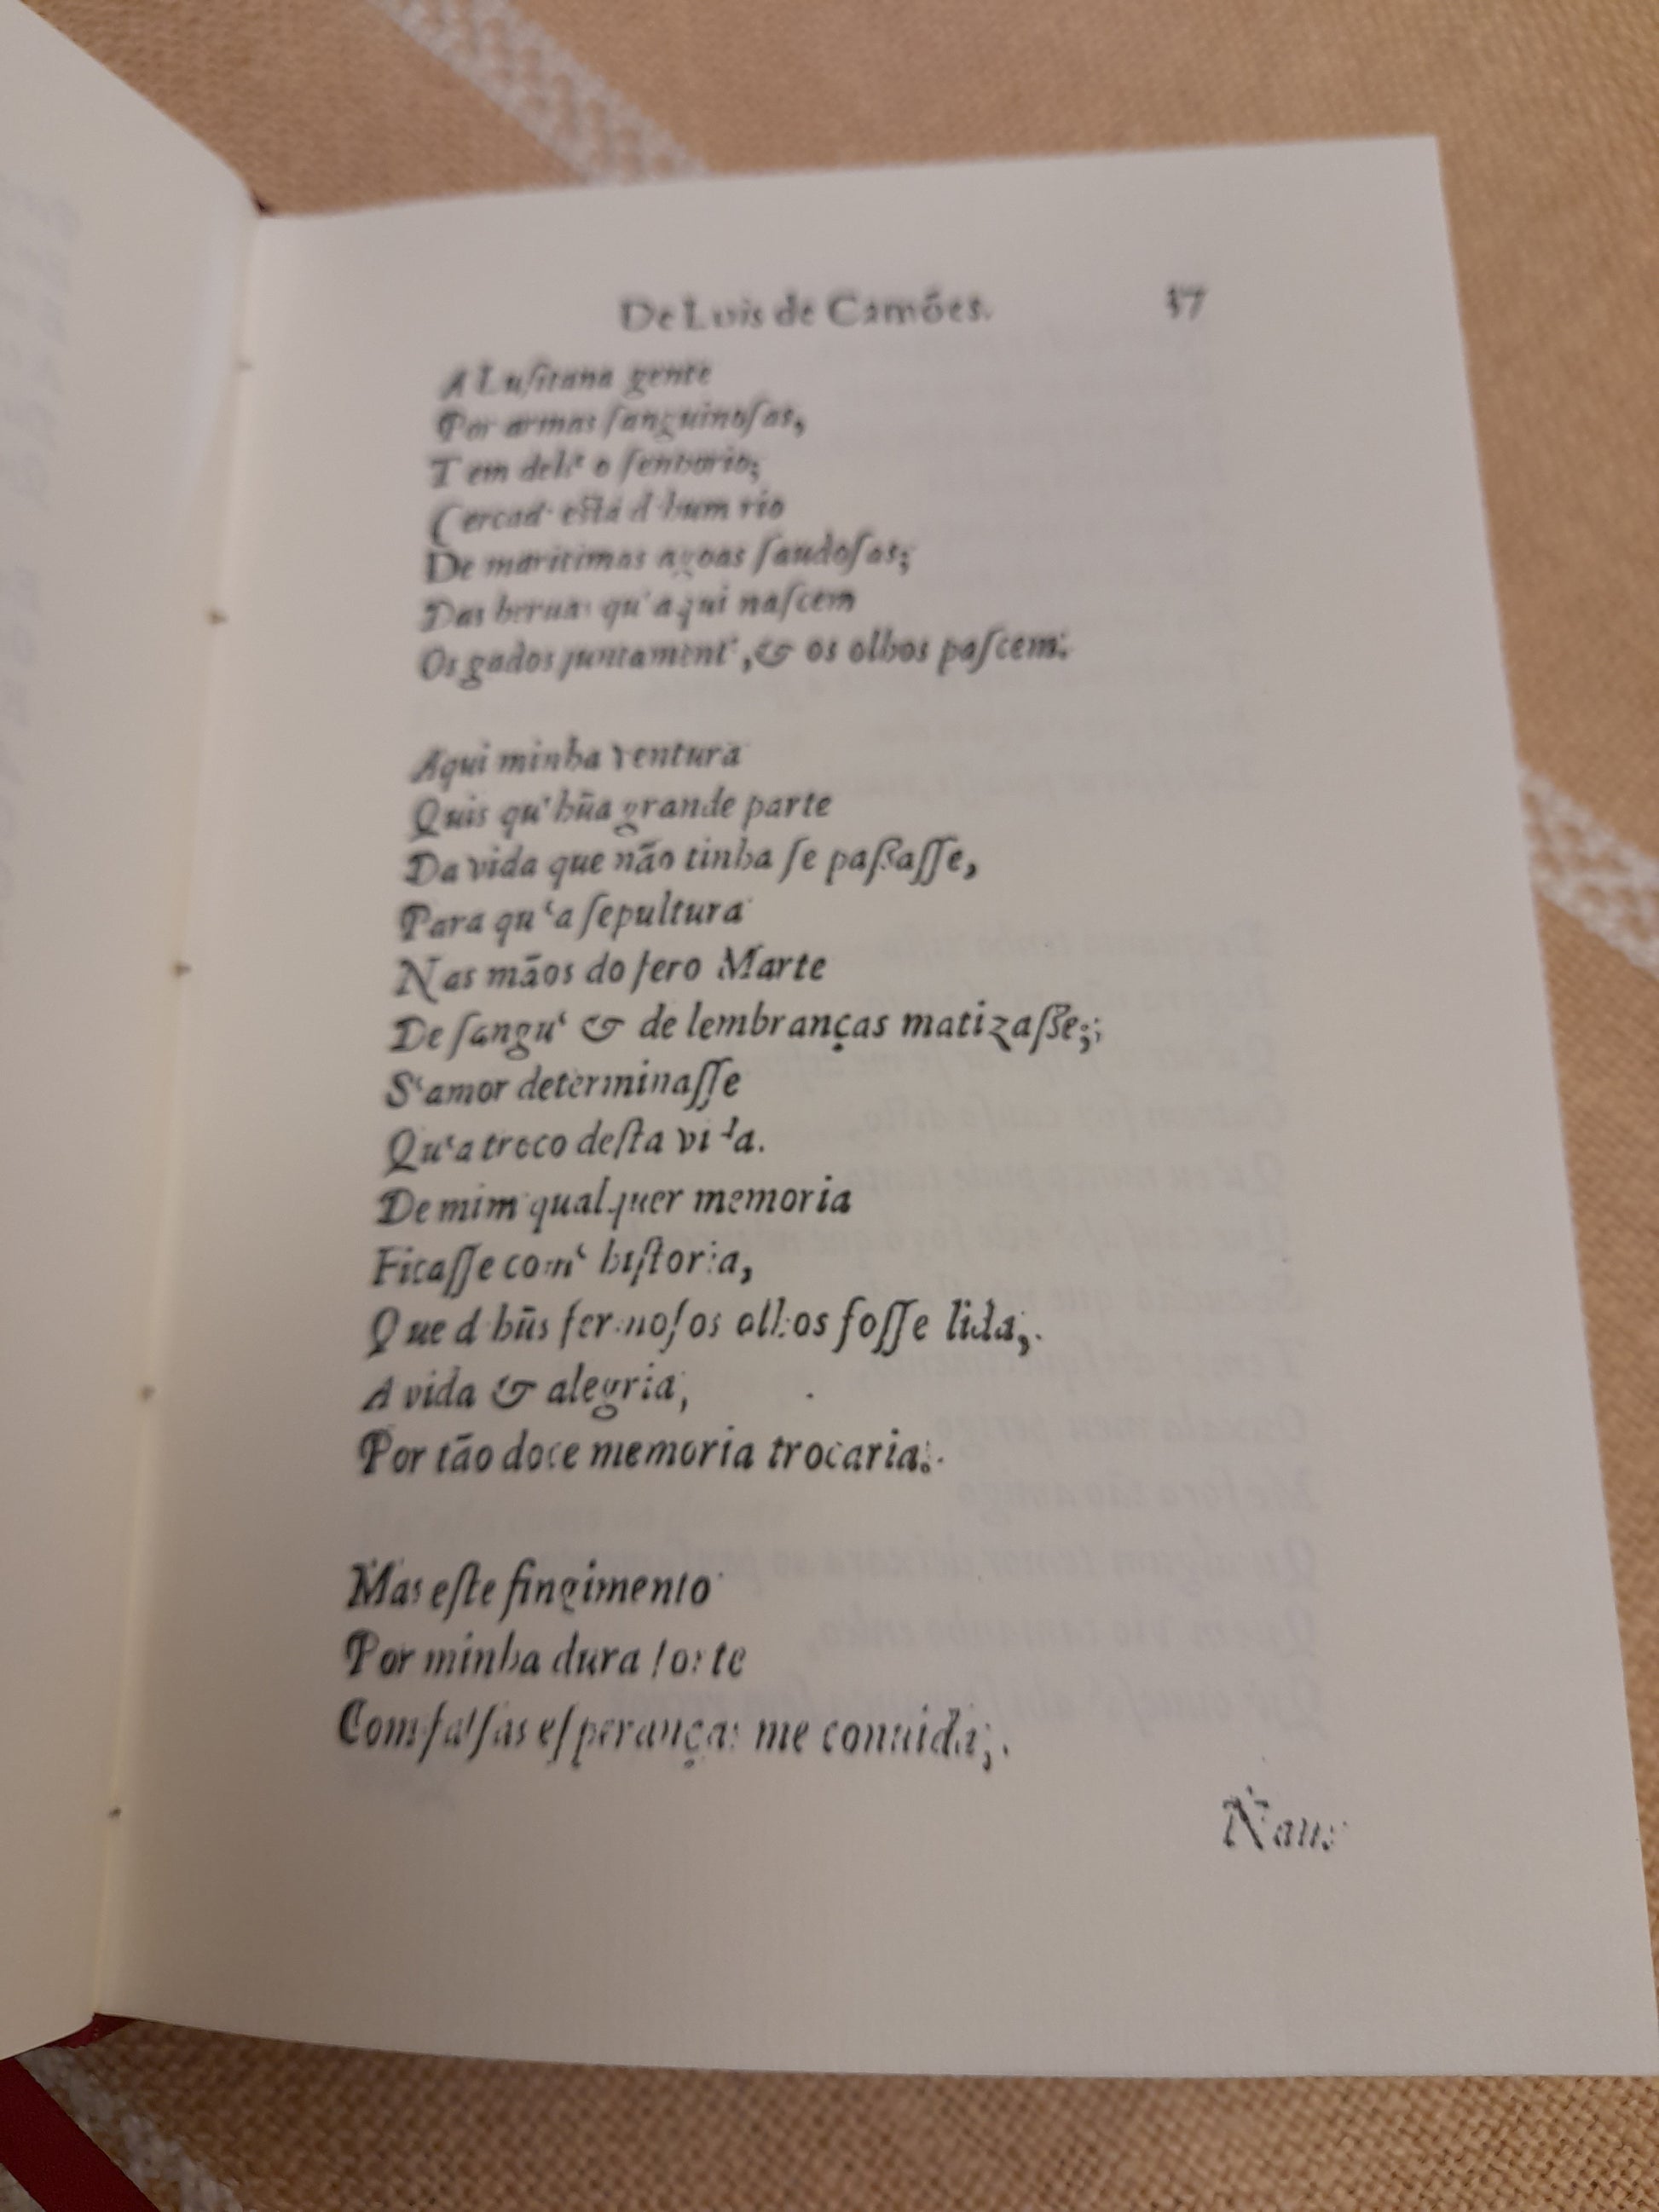 De Luis de Camões. 37
A Luſitana gente
Por armas ſanguinoſas,
Tem dell' o ſenhorio;
Cercad' eſtá d'hum rio
De maritimas agoas ſaudoſas;
Das heruas qu'aqui naſcem
Os gados juntament', & os olhos paſcem.
Aqui minha ventura
Quis qu'hũa grande parte
Da vida que não tinha ſe paßaſſe,
Para qu'a ſepultura
Nas mãos do fero Marte
De ſangu' & de lembranças matizaße;
S'amor determinaſſe
Qu'a troco deſta vida.
De mim qualquer memoria
Ficaſſe com' hiſtoria,
Que d'hũs fermoſos olhos foſſe lida,
A vida & alegria,
Por tão doce memoria trocaria.
Mas eſte fingimento
Por minha dura ſorte
Com falſas eſperanças me conuida;